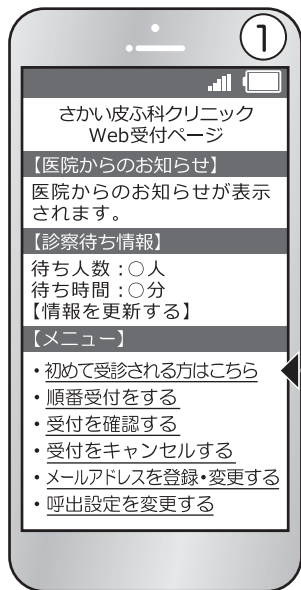 ①
さかい皮ふ科クリニック
Web受付ページ
【医院からのお知らせ】
医院からのお知らせが表示
されます。
【診察待ち情報】
待ち人数:○人
待ち時間:○分
【情報を更新する】
【メニュー】
・初めて受診される方はこちら
・順番受付をする
・受付を確認する
・受付をキャンセルする
・メールアドレスを登録・変更する
・呼出設定を変更する